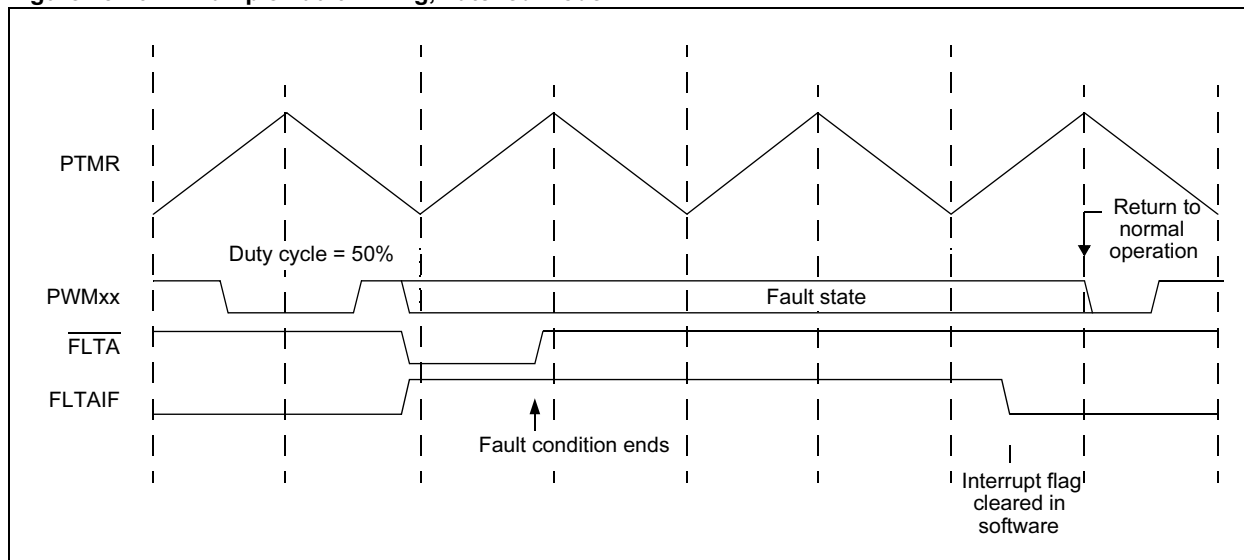 PTMR
Return to
normal
operation
Duty cycle = 50%
PWMxx
Fault state
FLTA
FLTAIF
Fault condition ends
Interrupt flag
cleared in
software